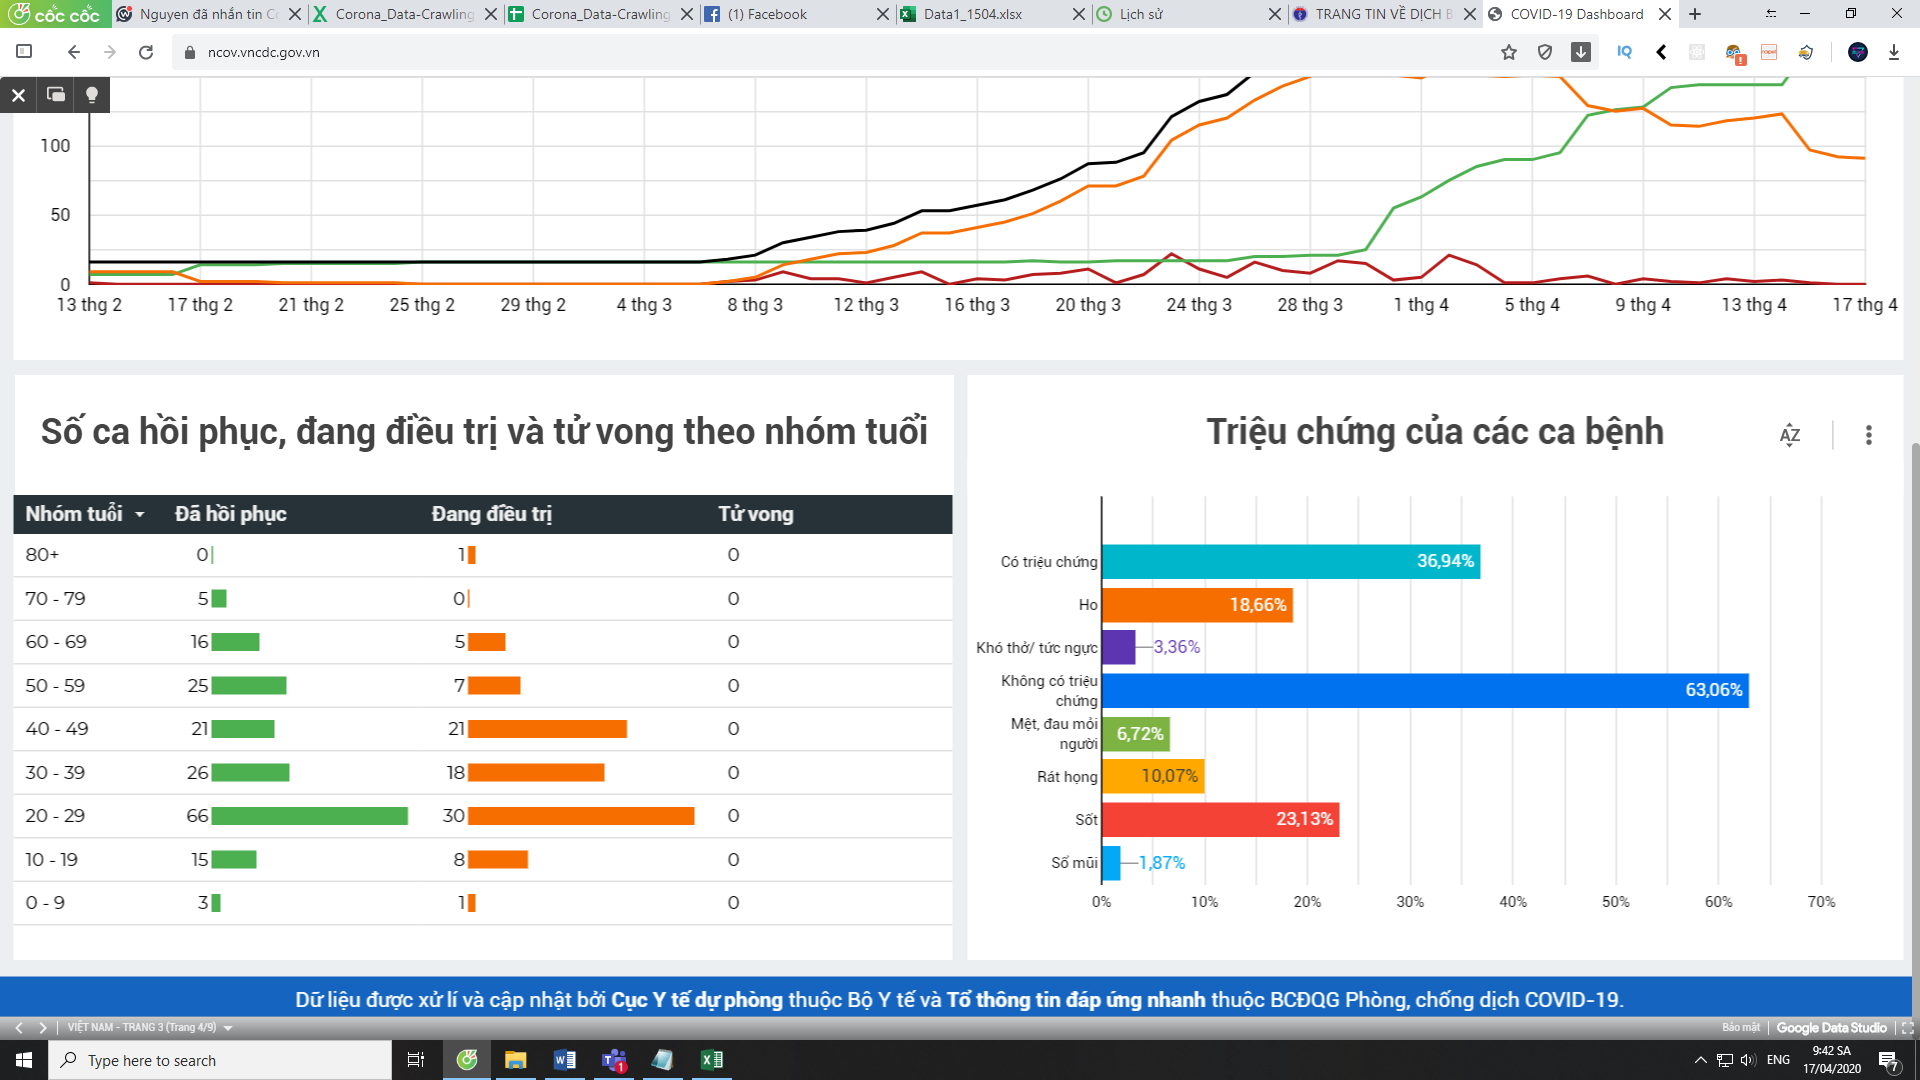 cốc cốc
Nguyen đã nhắn tin Co
Corona_Data-Crawling
Corona_Data-Crawling
(1) Facebook
Data1_1504.xlsx
Lịch sử
TRANG TIN VỀ DỊCH B
COVID-19 Dashboard
ncov.vncdc.gov.vn
IQ
100
50
0
13 thg 2 17 thg 2 21 thg 2 25 thg 2 29 thg 2 4 thg 3 8 thg 3 12 thg 3 16 thg 3 20 thg 3 24 thg 3 28 thg 3 1 thg 4 5 thg 4 9 thg 4 13 thg 4 17 thg 4
Số ca hồi phục, đang điều trị và tử vong theo nhóm tuổi
Nhóm tuổi Đã hồi phục Đang điều trị Tử vong
80+ 0 1 0
70 - 79 5 0 0
60 - 69 16 5 0
50 - 59 25 7 0
40 - 49 21 21 0
30 - 39 26 18 0
20 - 29 66 30 0
10 - 19 15 8 0
0 - 9 3 1 0
Triệu chứng của các ca bệnh
AZ
Có triệu chứng 36,94%
Ho 18,66%
Khó thở/ tức ngực 3,36%
Không có triệu
chứng 63,06%
Mệt, đau mỏi
người 6,72%
Rát họng 10,07%
Sốt 23,13%
Sổ mũi 1,87%
0% 10% 20% 30% 40% 50% 60% 70%
Dữ liệu được xử lí và cập nhật bởi Cục Y tế dự phòng thuộc Bộ Y tế và Tổ thông tin đáp ứng nhanh thuộc BCĐQG Phòng, chống dịch COVID-19.
VIỆT NAM - TRANG 3 (Trang 4/9)
Bảo mật
Google Data Studio
Type here to search
1
ENG
9:42 SA
17/04/2020
7